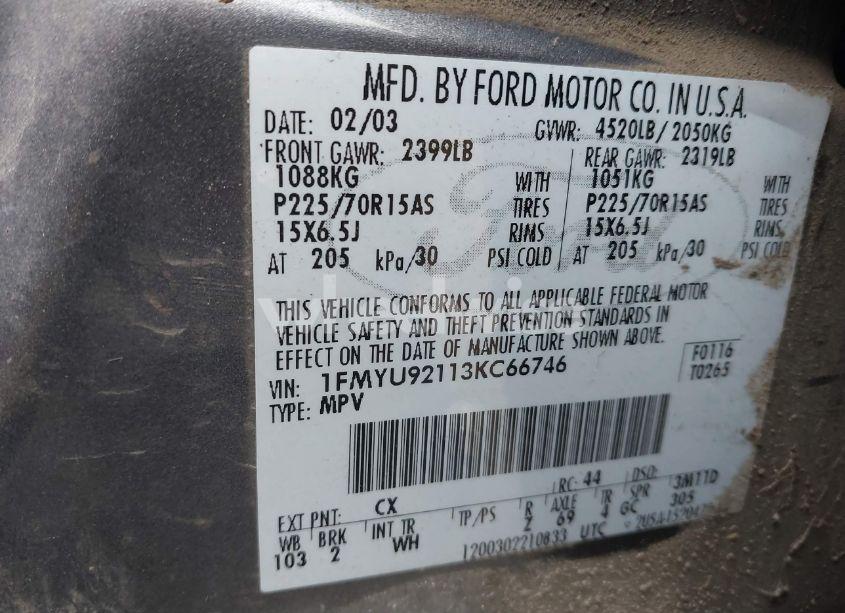 MFD. BY FORD MOTOR CO. IN U.S.A.
DATE: 02/03 GVWR: 4520LB/ 2050KG
FRONT GAWR: 2399LB REAR GAWR: 2319LB
1088KG WITH 1051KG WITH
P225/70R15AS TIRES P225/70R15AS TIRES
15X6.5J RIMS 15X6.5J RIMS
AT 205 kPa/30 PSI COLD AT 205 kPa/30 PSI COLD
THIS VEHICLE CONFORMS TO ALL APPLICABLE FEDERAL MOTOR
VEHICLE SAFETY AND THEFT PREVENTION STANDARDS IN
EFFECT ON THE DATE OF MANUFACTURE SHOWN ABOVE.
VIN: 1FMYU92113KC66746 F0116
TYPE: MPV T0265
RC: 44 DSO:
EXT PNT: CX 3M11D
WB BRK INT TR TP/PS R AXLE TR SPR
103 2 WH 2 69 4 GC 305
1200302210833 UTC